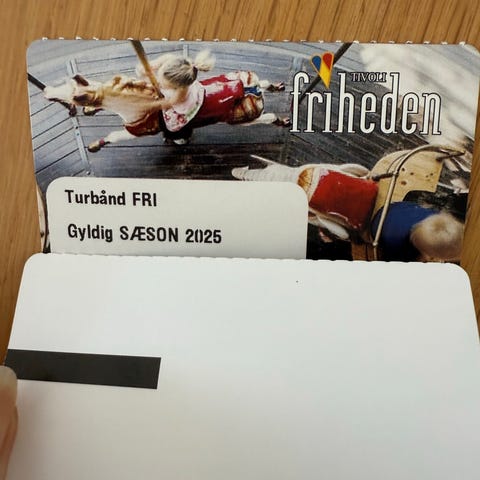 TIVOLI
friheden
Turbånd FRI
Gyldig SÆSON 2025